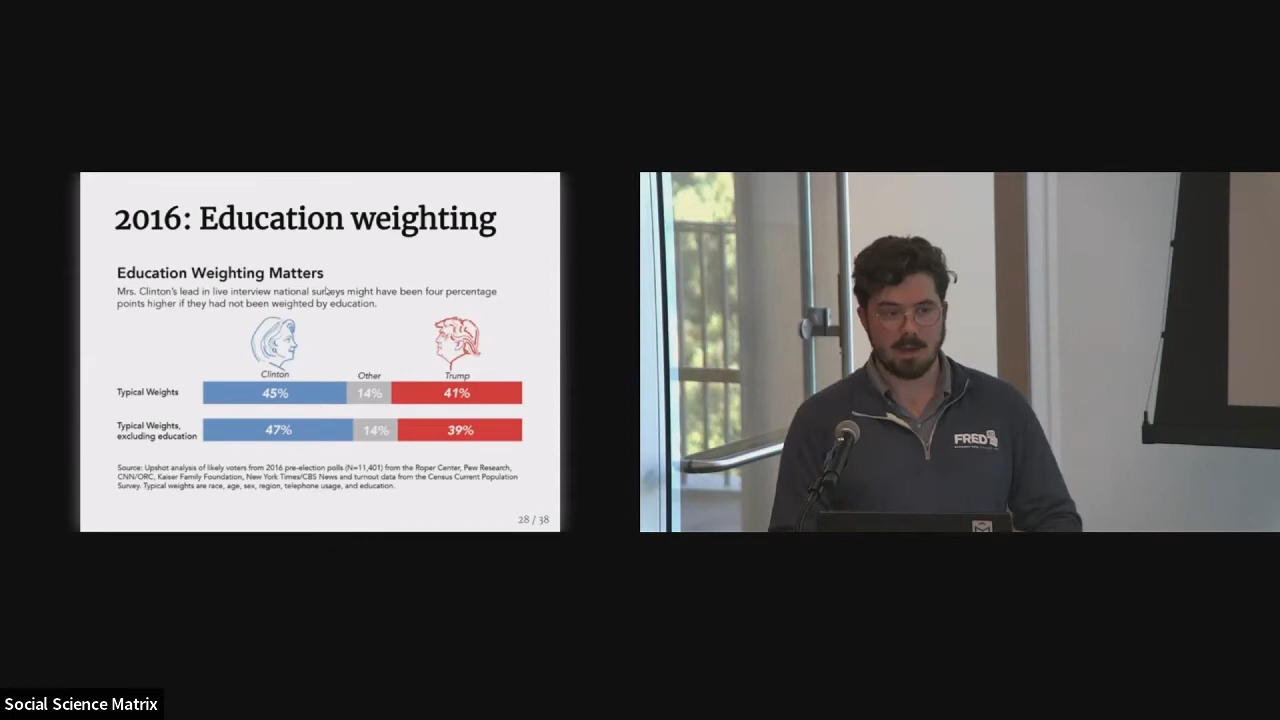 2016: Education weighting
Education Weighting Matters
Mrs. Clinton's lead in live interview national surveys might have been four percentage
points higher if they had not been weighted by education.
Clinton
Other
Trump
Typical Weights
45%
14%
41%
Typical Weights,
excluding education
47%
14%
39%
Source: Upshot analysis of likely voters from 2016 pre-election polls (N=11,401) from the Roper Center, Pew Research,
CNN/ORC, Kaiser Family Foundation, New York Times/CBS News and turnout data from the Census Current Population
Survey. Typical weights are race, age, sex, region, telephone usage, and education.
28 / 38
FRED
Social Science Matrix